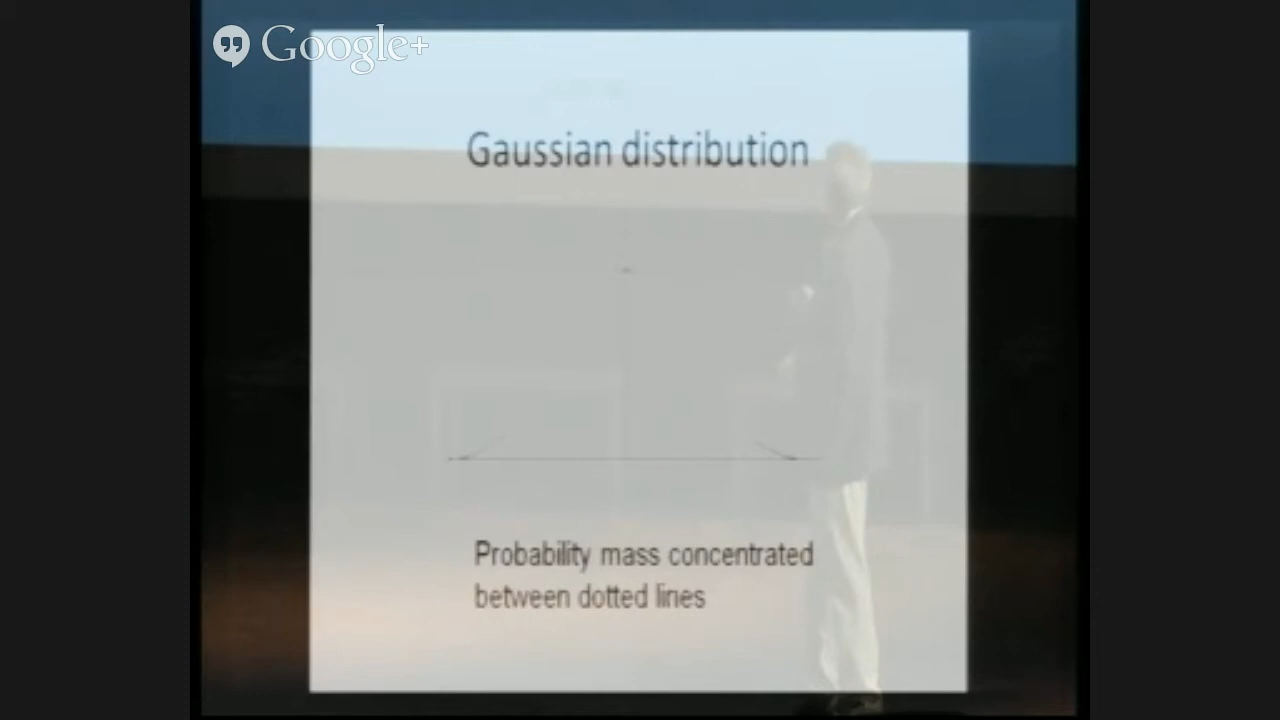 Google+
Gaussian distribution
Probability mass concentrated
between dotted lines